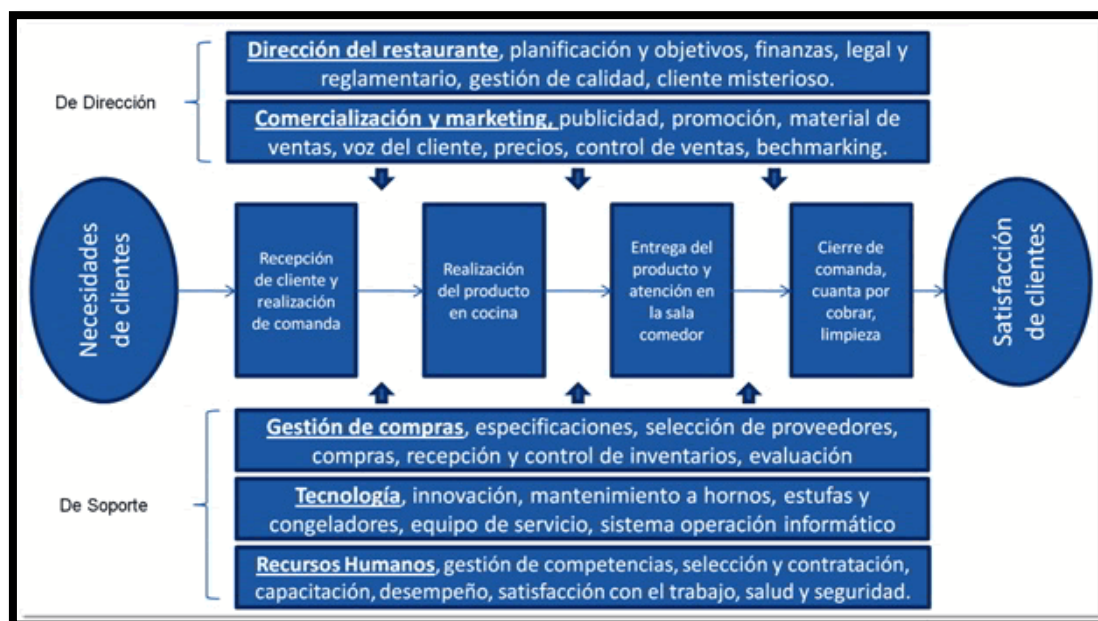 Dirección del restaurante, planificación y objetivos, finanzas, legal y
reglamentario, gestión de calidad, cliente misterioso.
De Dirección
Comercialización y marketing, publicidad, promoción, material de
ventas, voz del cliente, precios, control de ventas, bechmarking.
Necesidades
de clientes
Recepción
de cliente y
realización
de comanda
Realización
del producto
en cocina
Entrega del
producto y
atención en
la sala
comedor
Cierre de
comanda,
cuanta por
cobrar,
limpieza
Satisfacción
de clientes
Gestión de compras, especificaciones, selección de proveedores,
compras, recepción y control de inventarios, evaluación
De Soporte
Tecnología, innovación, mantenimiento a hornos, estufas y
congeladores, equipo de servicio, sistema operación informático
Recursos Humanos, gestión de competencias, selección y contratación,
capacitación, desempeño, satisfacción con el trabajo, salud y seguridad.